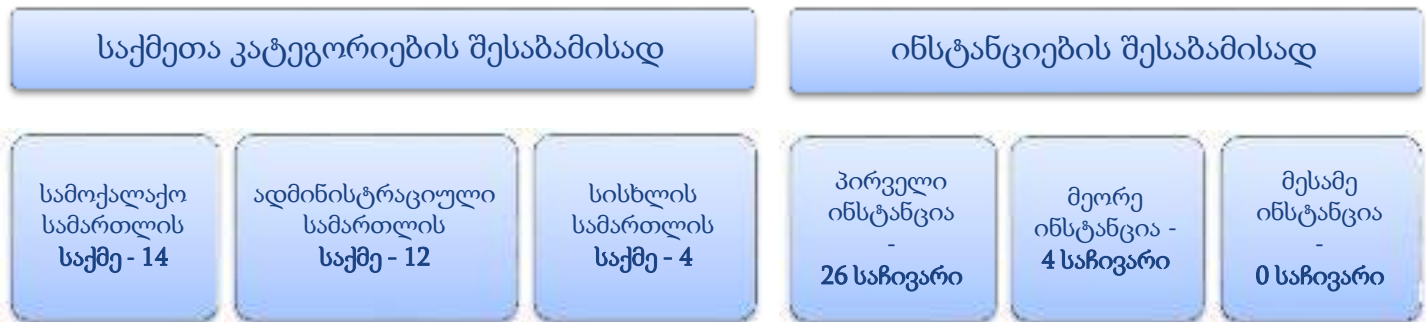 საქმეთა კატეგორიების შესაბამისად
სამოქალაქო
სამართლის
საქმე - 14
ადმინისტრაციული
სამართლის
საქმე - 12
სისხლის
სამართლის
საქმე - 4
ინსტანციების შესაბამისად
პირველი
ინსტანცია
-
26 საჩივარი
მეორე
ინსტანცია -
4 საჩივარი
მესამე
ინსტანცია
-
0 საჩივარი